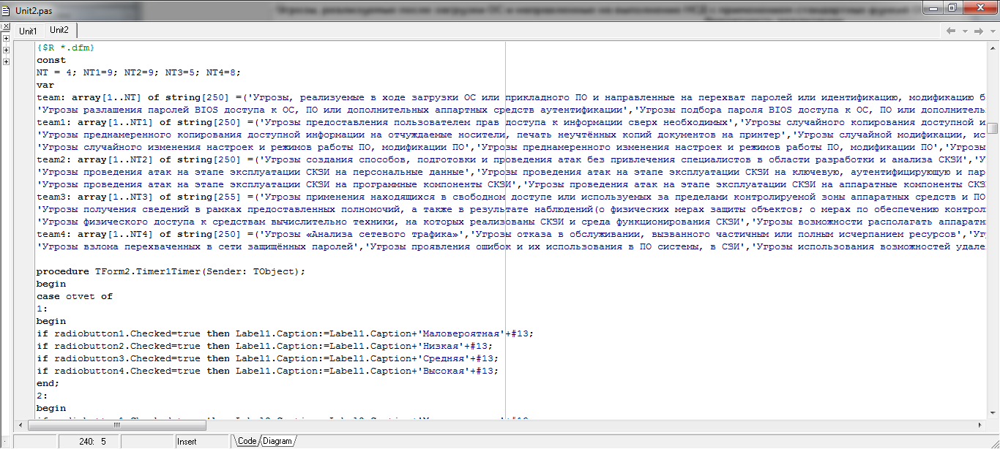 Unit2.pas
Unit1 Unit2
{$R *.dfm}
const
NT = 4; NT1=9; NT2=9; NT3=5; NT4=8;
var
team: array[1..NT] of string[250] =('Угрозы, реализуемые в ходе загрузки ОС или прикладного ПО и направленные на перехват паролей или идентификацию, модификацию
'Угрозы разлашения паролей BIOS доступа к ОС, ПО или дополнительных аппартных средств аутентификации','Угрозы подбора пароля BIOS доступа к ОС, ПО или
team1: array[1..NT1] of string[250] =('Угрозы предоставления пользователем прав доступа к информации сверх необходимых','Угрозы случайного копирования доступной
'Угрозы преднамеренного копирования доступной информации на отчуждаемые носители, печать неучтённых копий документов на принтер','Угрозы случайной модификации,
'Угрозы случайного изменения настроек и режимов работы ПО, модификации ПО','Угрозы преднамеренного изменения настроек и режимов работы ПО, модификации ПО','Угрозы
team2: array[1..NT2] of string[250] =('Угрозы создания способов, подготовки и проведения атак без привлечения специалистов в области разработки и анализа СКЗИ','У
'Угрозы проведения атак на этапе эксплуатации СКЗИ на персональные данные','Угрозы проведения атак на этапе эксплуатации СКЗИ на ключевую, аутентифицирующую и пар
'Угрозы проведения атак на этапе эксплуатации СКЗИ на программные компоненты СКЗИ','Угрозы проведения атак на этапе эксплуатации СКЗИ на аппаратные компоненты СКЗ
team3: array[1..NT3] of string[255] =('Угрозы применения находящихся в свободном доступе или используемых за пределами контролируемой зоны аппаратных средств и ПО
'Угрозы получения сведений в рамках предоставленных полномочий, а также в результате наблюдений(о физических мерах защиты объектов; о мерах по обеспечению контрол
'Угрозы физического доступа к средствам вычислительно техники, на которых реализованы СКЗИ и среда функционирования СКЗИ','Угрозы возможности располагать аппаратн
team4: array[1..NT4] of string[250] =('Угрозы «Анализа сетевого трафика»','Угрозы отказа в обслуживании, вызванного частичным или полным исчерпанием ресурсов','Уг
'Угрозы взлома перехваченных в сети защищённых паролей','Угрозы проявления ошибок и их использования в ПО системы, в СЗИ','Угрозы использования возможностей удале
procedure TForm2.Timer1Timer(Sender: TObject);
begin
case otvet of
1:
begin
if radiobutton1.Checked=true then Label1.Caption:=Label1.Caption+'Маловероятная'+#13;
if radiobutton2.Checked=true then Label1.Caption:=Label1.Caption+'Низкая'+#13;
if radiobutton3.Checked=true then Label1.Caption:=Label1.Caption+'Средняя'+#13;
if radiobutton4.Checked=true then Label1.Caption:=Label1.Caption+'Высокая'+#13;
end;
2:
begin
240: 5 Insert Code Diagram